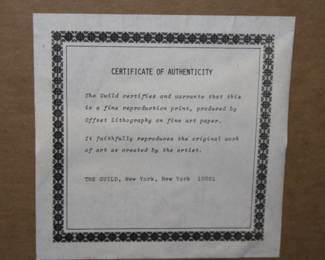 CERTIFICATE OF AUTHENTICITY
The Guild certifies and warrants that this
is a fine reproduction print, produced by
Offset Lithography on fine art paper.
It faithfully reproduces the original work
of art as created by the artist.
THE GUILD, New York, New York 10001